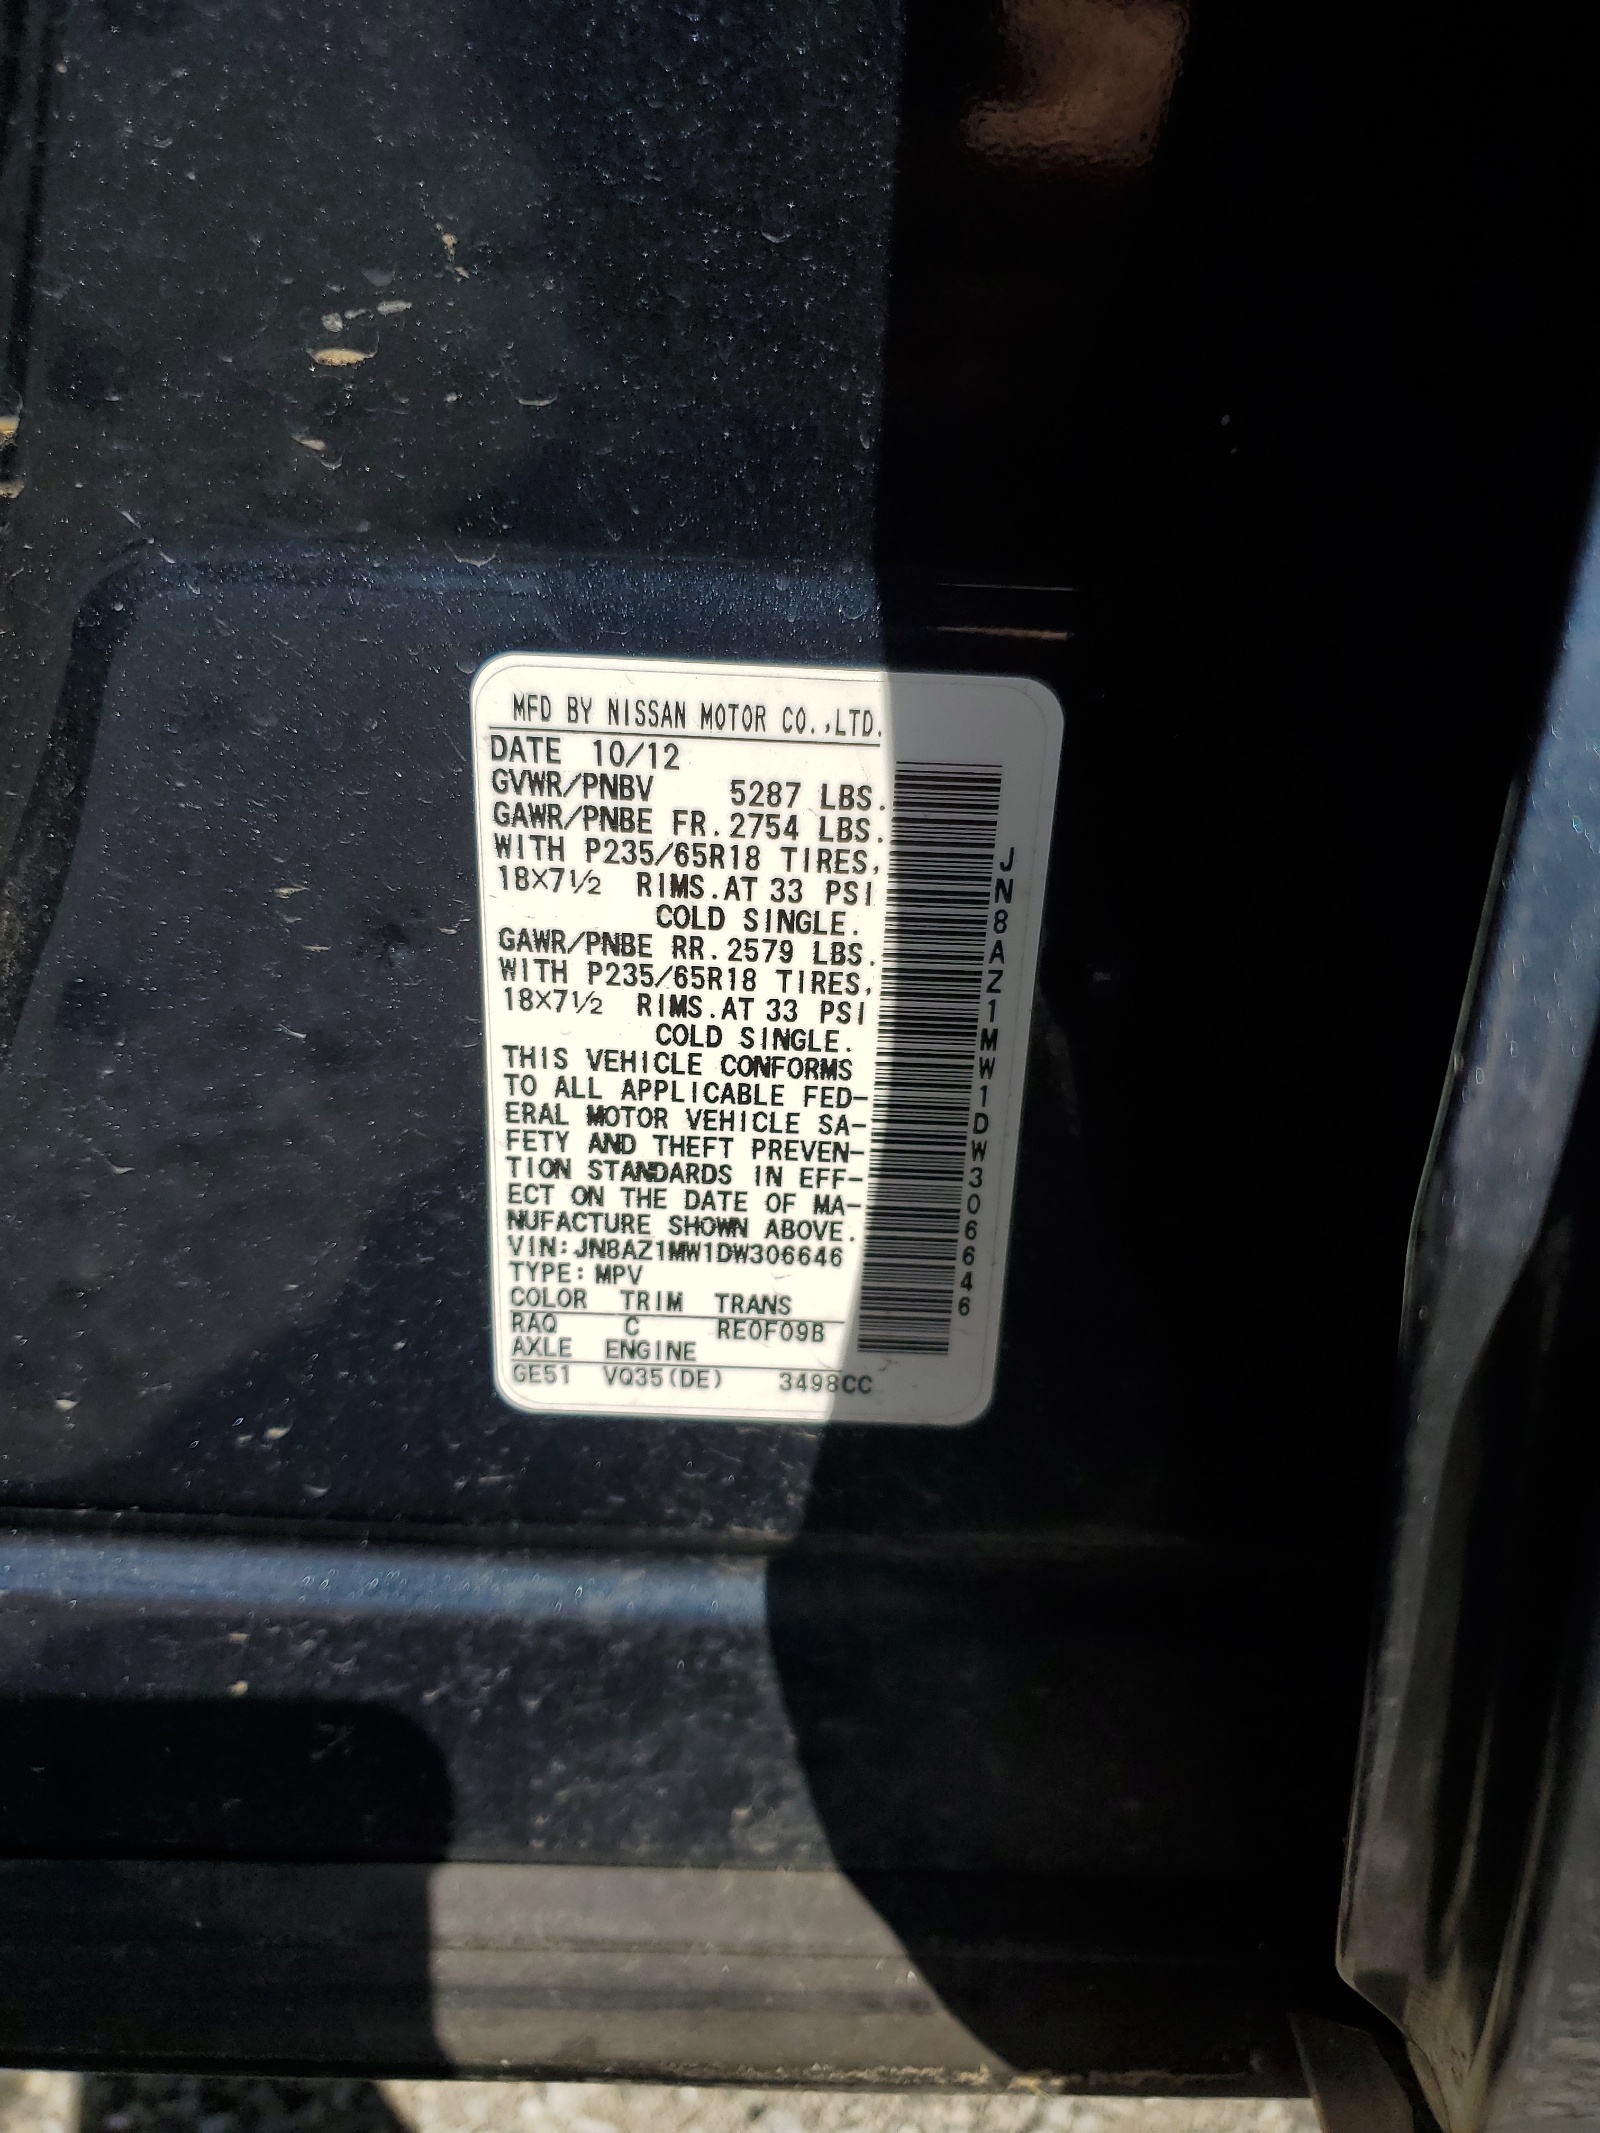 MFD BY NISSAN MOTOR CO.,LTD.
DATE 10/12
GVWR/PNBV 5287 LBS.
GAWR/PNBE FR. 2754 LBS.
WITH P235/65R18 TIRES,
18X7½ RIMS.AT 33 PSI
COLD SINGLE.
GAWR/PNBE RR. 2579 LBS.
WITH P235/65R18 TIRES,
18X7½ RIMS.AT 33 PSI
COLD SINGLE.
THIS VEHICLE CONFORMS
TO ALL APPLICABLE FED-
ERAL MOTOR VEHICLE SA-
FETY AND THEFT PREVEN-
TION STANDARDS IN EFF-
ECT ON THE DATE OF MA-
NUFACTURE SHOWN ABOVE.
VIN: JN8AZ1MW1DW306646
TYPE: MPV
COLOR TRIM TRANS
RAQ C RE0F09B
AXLE ENGINE
GE51 VQ35(DE) 3498CC
JN8AZ1MW1DW306646